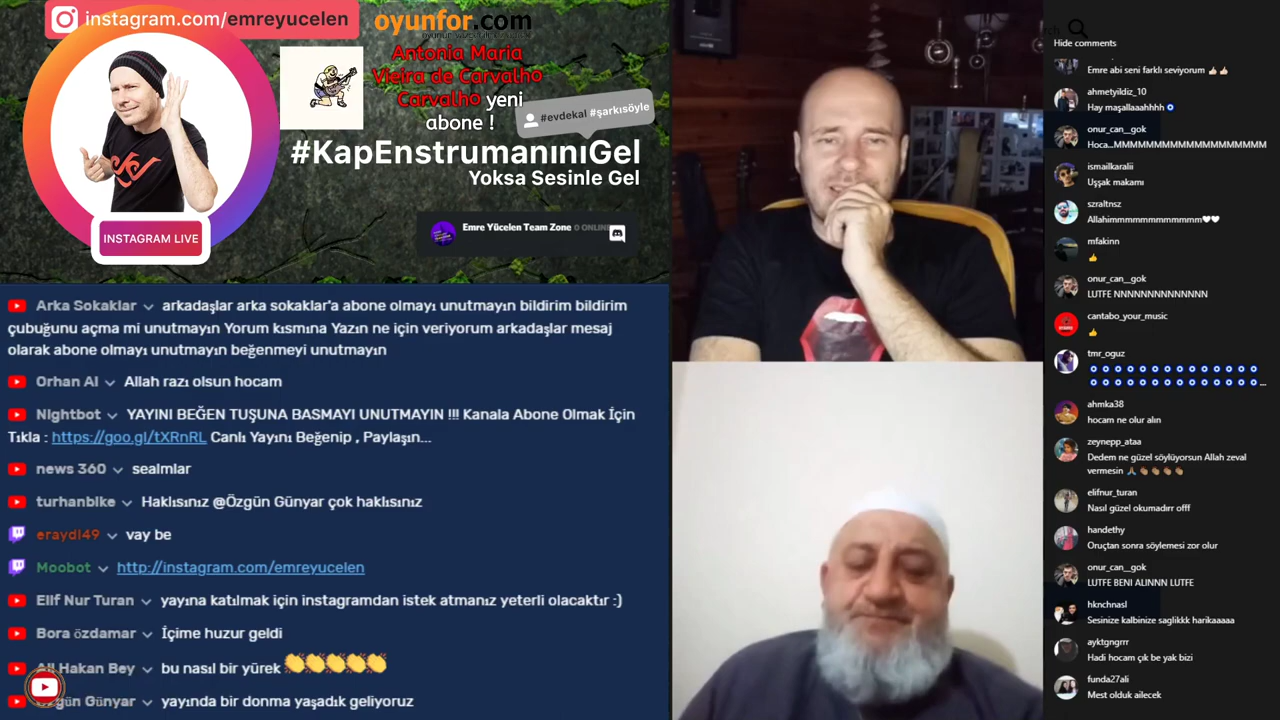 instagram.com/emreyucelen
oyunfor.com
Antonia Maria
Vieira de Carvalho
Carvalho yeni
abone !
#evdekal #şarkısöyle
#KapEnstrumanınıGel
Yoksa Sesinle Gel
INSTAGRAM LIVE
Emre Yücelen Team Zone 0 ONLINE
Arka Sokaklar arkadaşlar arka sokaklar'a abone olmayı unutmayın bildirim bildirim
çubuğunu açma mi unutmayın Yorum kısmına Yazın ne için veriyorum arkadaşlar mesaj
olarak abone olmayı unutmayın beğenmeyi unutmayın
Orhan Al Allah razı olsun hocam
Nightbot YAYINI BEĞEN TUŞUNA BASMAYI UNUTMAYIN !!! Kanala Abone Olmak İçin
Tıkla : https://goo.gl/tXRnRL Canlı Yayını Beğenip , Paylaşın...
news 360 sealmlar
turhanbike Haklısınız @Özgün Günyar çok haklısınız
eraydi49 vay be
Moobot http://instagram.com/emreyucelen
Elif Nur Turan yayına katılmak için instagramdan istek atmanız yeterli olacaktır :)
Bora özdamar İçime huzur geldi
Ali Hakan Bey bu nasıl bir yürek 👏👏👏👏👏
Özgün Günyar yayında bir donma yaşadık geliyoruz
Hide comments
Emre abi seni farklı seviyorum 👍🏻👍🏻
ahmetyildiz_10
Hay maşallaaahhhh🧿
onur_can__gok
Hoca...MMMMMMMMMMMMMMMMMMM
ismailkaralii
Uşşak makamı
szraltnsz
Allahimmmmmmmmmmmm🤍🤍
mfakinn
👍
onur_can__gok
LUTFE NNNNNNNNNNNNNN
cantabo_your_music
👍
tmr_oguz
🧿🧿🧿🧿🧿🧿🧿🧿🧿🧿🧿🧿🧿🧿
🧿🧿🧿🧿🧿🧿🧿🧿🧿🧿🧿🧿🧿🧿...
ahmka38
hocam ne olur alın
zeynepp_ataa
Dedem ne güzel söylüyorsun Allah zeval
vermesin 🙏🏽👏🏽👏🏽👏🏽👏🏽
elifnur_turan
Nasıl güzel okumadırr offf
handethy
Oruçtan sonra söylemesi zor olur
onur_can__gok
LUTFE BENI ALINNN LUTFE
hknchnasl
Sesinize kalbinize saglikkk harikaaaaa
ayktgngrrr
Hadi hocam çık be yak bizi
funda27ali
Mest olduk ailecek